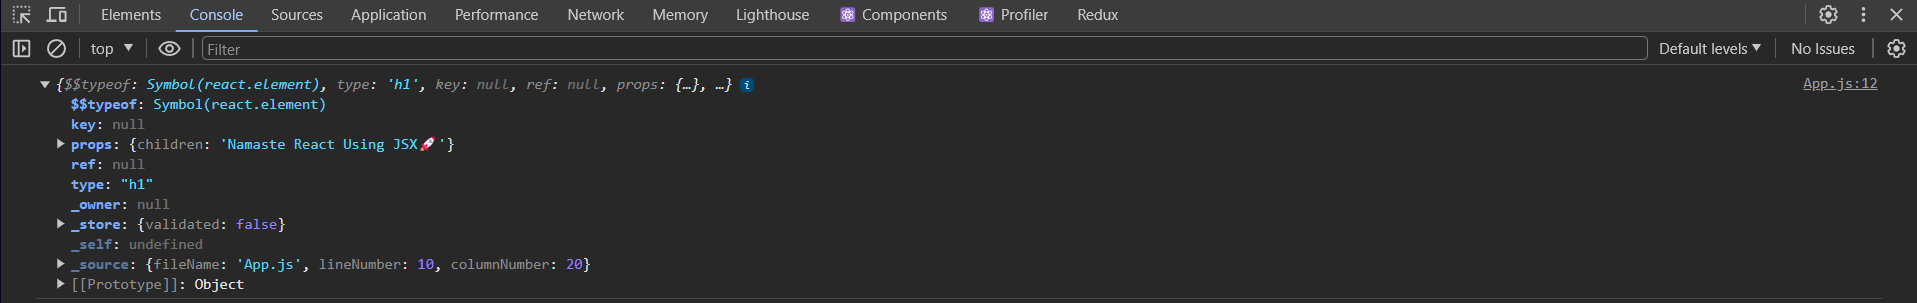 Elements Console Sources Application Performance Network Memory Lighthouse Components Profiler Redux
top Filter Default levels No Issues
{$$typeof: Symbol(react.element), type: 'h1', key: null, ref: null, props: {…}, …} i App.js:12
$$typeof: Symbol(react.element)
key: null
props: {children: 'Namaste React Using JSX🚀'}
ref: null
type: "h1"
_owner: null
_store: {validated: false}
_self: undefined
_source: {fileName: 'App.js', lineNumber: 10, columnNumber: 20}
[[Prototype]]: Object